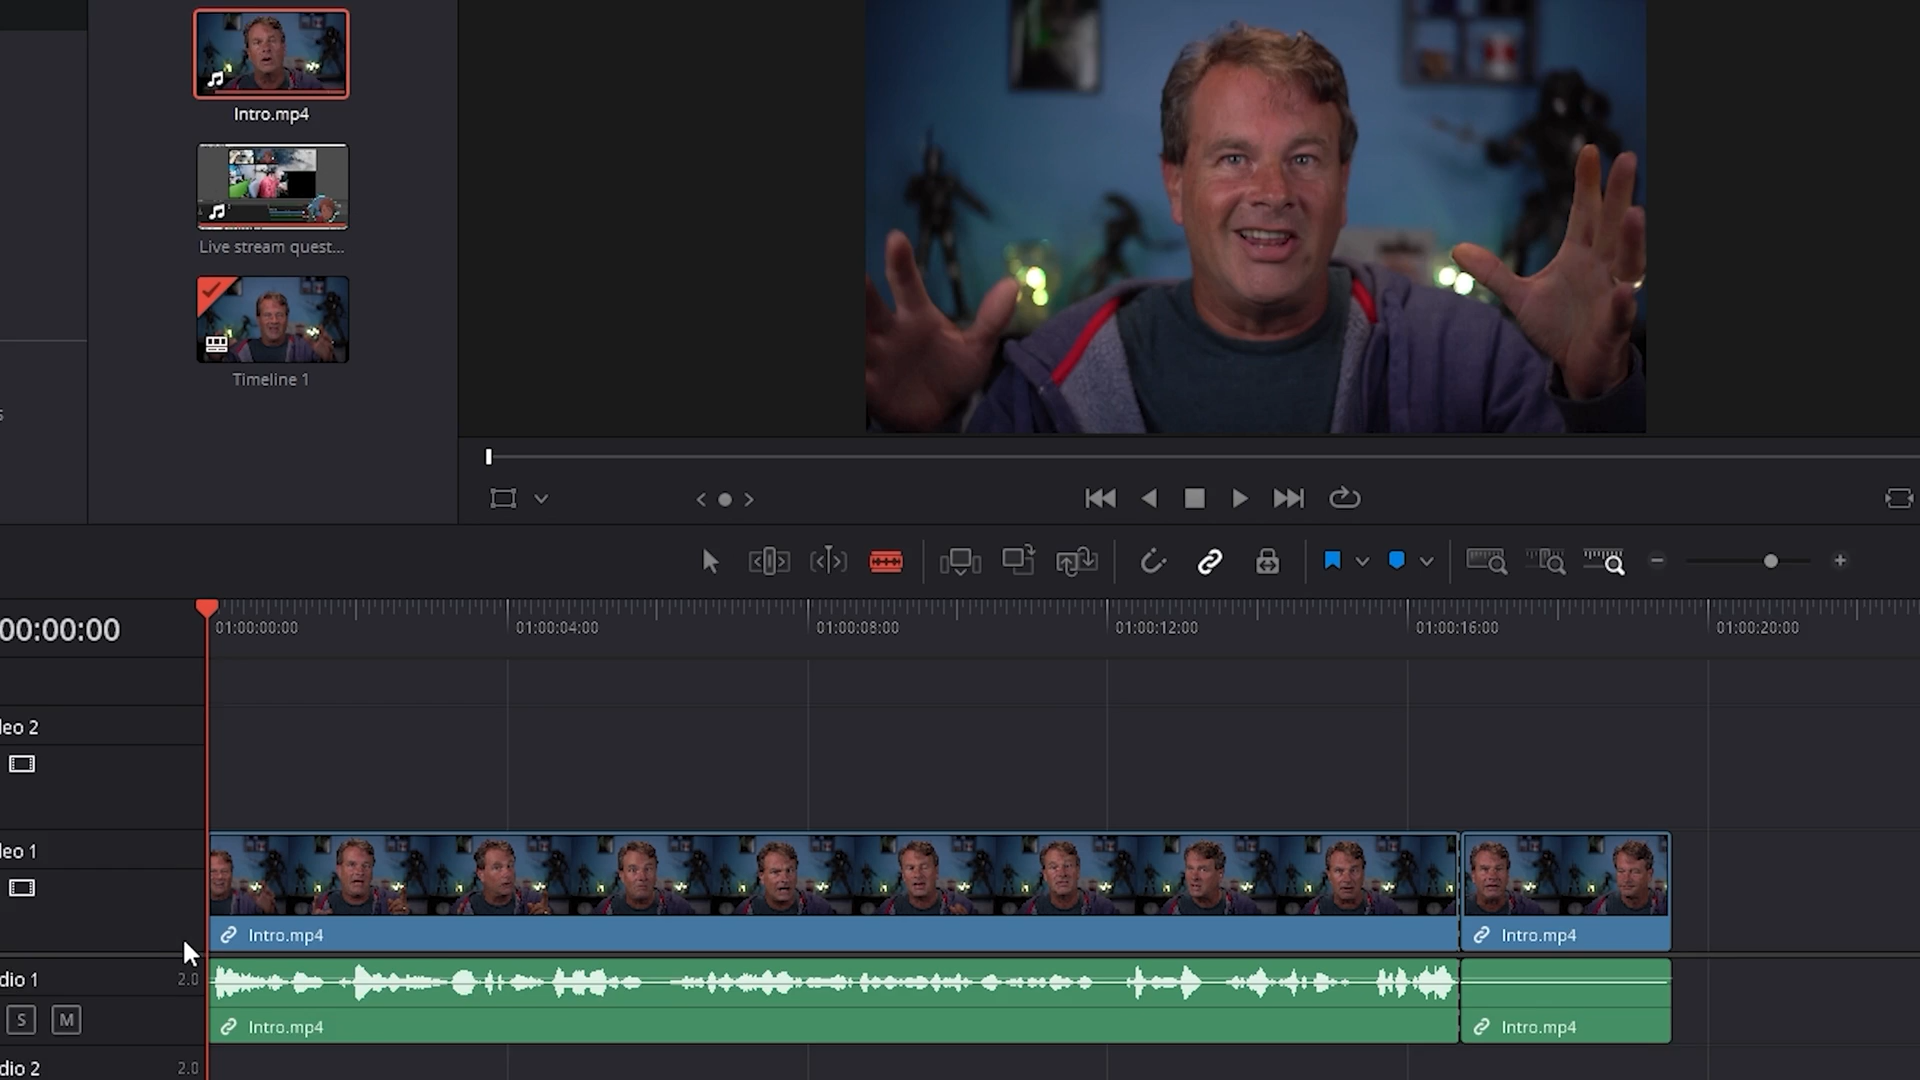 Intro.mp4
Live stream quest...
Timeline 1
s
00:00:00
01:00:00:00
01:00:04:00
01:00:08:00
01:00:12:00
01:00:16:00
01:00:20:00
eo 2
eo 1
Intro.mp4
Intro.mp4
dio 1
2.0
S
M
Intro.mp4
Intro.mp4
dio 2
2.0